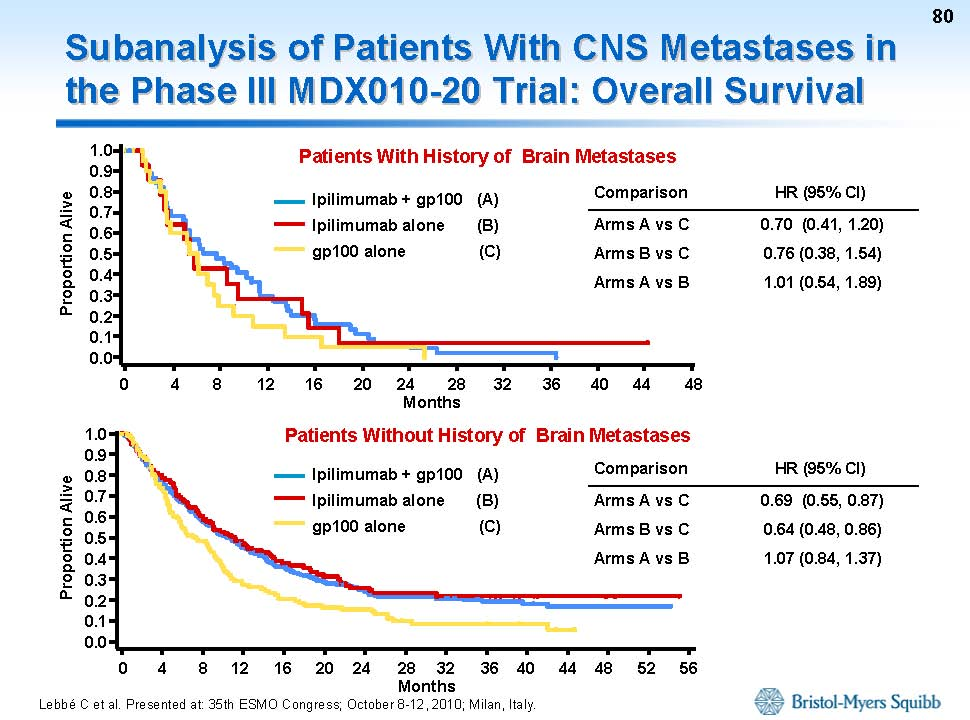 80
Subanalysis of Patients With CNS Metastases in
the Phase III MDX010-20 Trial: Overall Survival
Patients With History of Brain Metastases
Proportion Alive
1.0
0.9
0.8
0.7
0.6
0.5
0.4
0.3
0.2
0.1
0.0
Ipilimumab + gp100 (A)
Ipilimumab alone (B)
gp100 alone (C)
Comparison HR (95% CI)
Arms A vs C 0.70 (0.41, 1.20)
Arms B vs C 0.76 (0.38, 1.54)
Arms A vs B 1.01 (0.54, 1.89)
0 4 8 12 16 20 24 28 32 36 40 44 48
Months
Patients Without History of Brain Metastases
Proportion Alive
1.0
0.9
0.8
0.7
0.6
0.5
0.4
0.3
0.2
0.1
0.0
Ipilimumab + gp100 (A)
Ipilimumab alone (B)
gp100 alone (C)
Comparison HR (95% CI)
Arms A vs C 0.69 (0.55, 0.87)
Arms B vs C 0.64 (0.48, 0.86)
Arms A vs B 1.07 (0.84, 1.37)
0 4 8 12 16 20 24 28 32 36 40 44 48 52 56
Months
Lebbé C et al. Presented at: 35th ESMO Congress; October 8-12, 2010; Milan, Italy.
Bristol-Myers Squibb